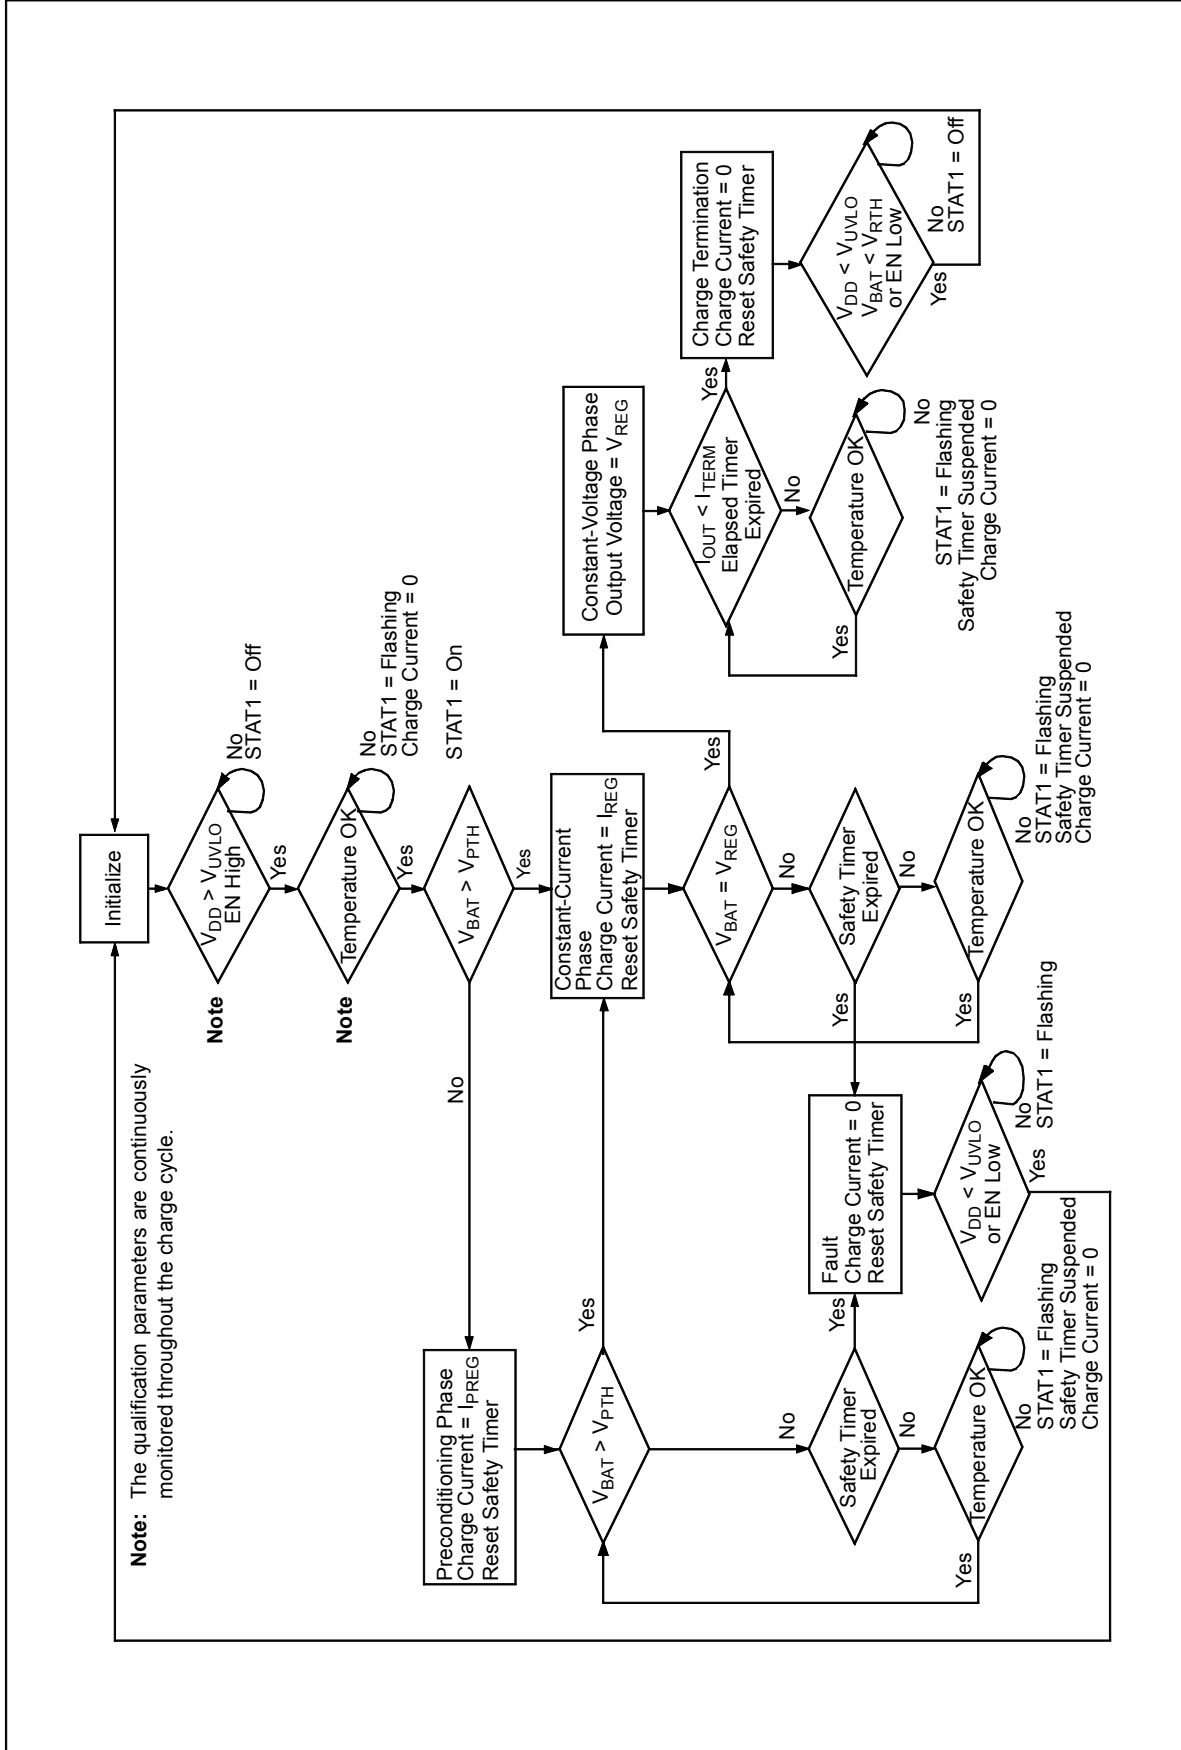 Initialize
Note: The qualification parameters are continuously
monitored throughout the charge cycle.
Note
VDD > VUVLO
EN High
No
STAT1 = Off
Yes
Note
Temperature OK
No
STAT1 = Flashing
Charge Current = 0
Yes
VBAT > VPTH
STAT1 = On
No
Yes
Preconditioning Phase
Charge Current = IPREG
Reset Safety Timer
Constant-Current
Phase
Charge Current = IREG
Reset Safety Timer
Constant-Voltage Phase
Output Voltage = VREG
VBAT > VPTH
Yes
No
VBAT = VREG
Yes
No
IOUT < ITERM
Elapsed Timer
Expired
Yes
No
Charge Termination
Charge Current = 0
Reset Safety Timer
Safety Timer
Expired
Yes
No
Fault
Charge Current = 0
Reset Safety Timer
Safety Timer
Expired
Yes
No
Temperature OK
Yes
No
STAT1 = Flashing
Safety Timer Suspended
Charge Current = 0
VDD < VUVLO
VBAT < VRTH
or EN Low
Yes
No
STAT1 = Off
Temperature OK
Yes
No
STAT1 = Flashing
Safety Timer Suspended
Charge Current = 0
VDD < VUVLO
or EN Low
Yes
No
STAT1 = Flashing
Temperature OK
Yes
No
STAT1 = Flashing
Safety Timer Suspended
Charge Current = 0